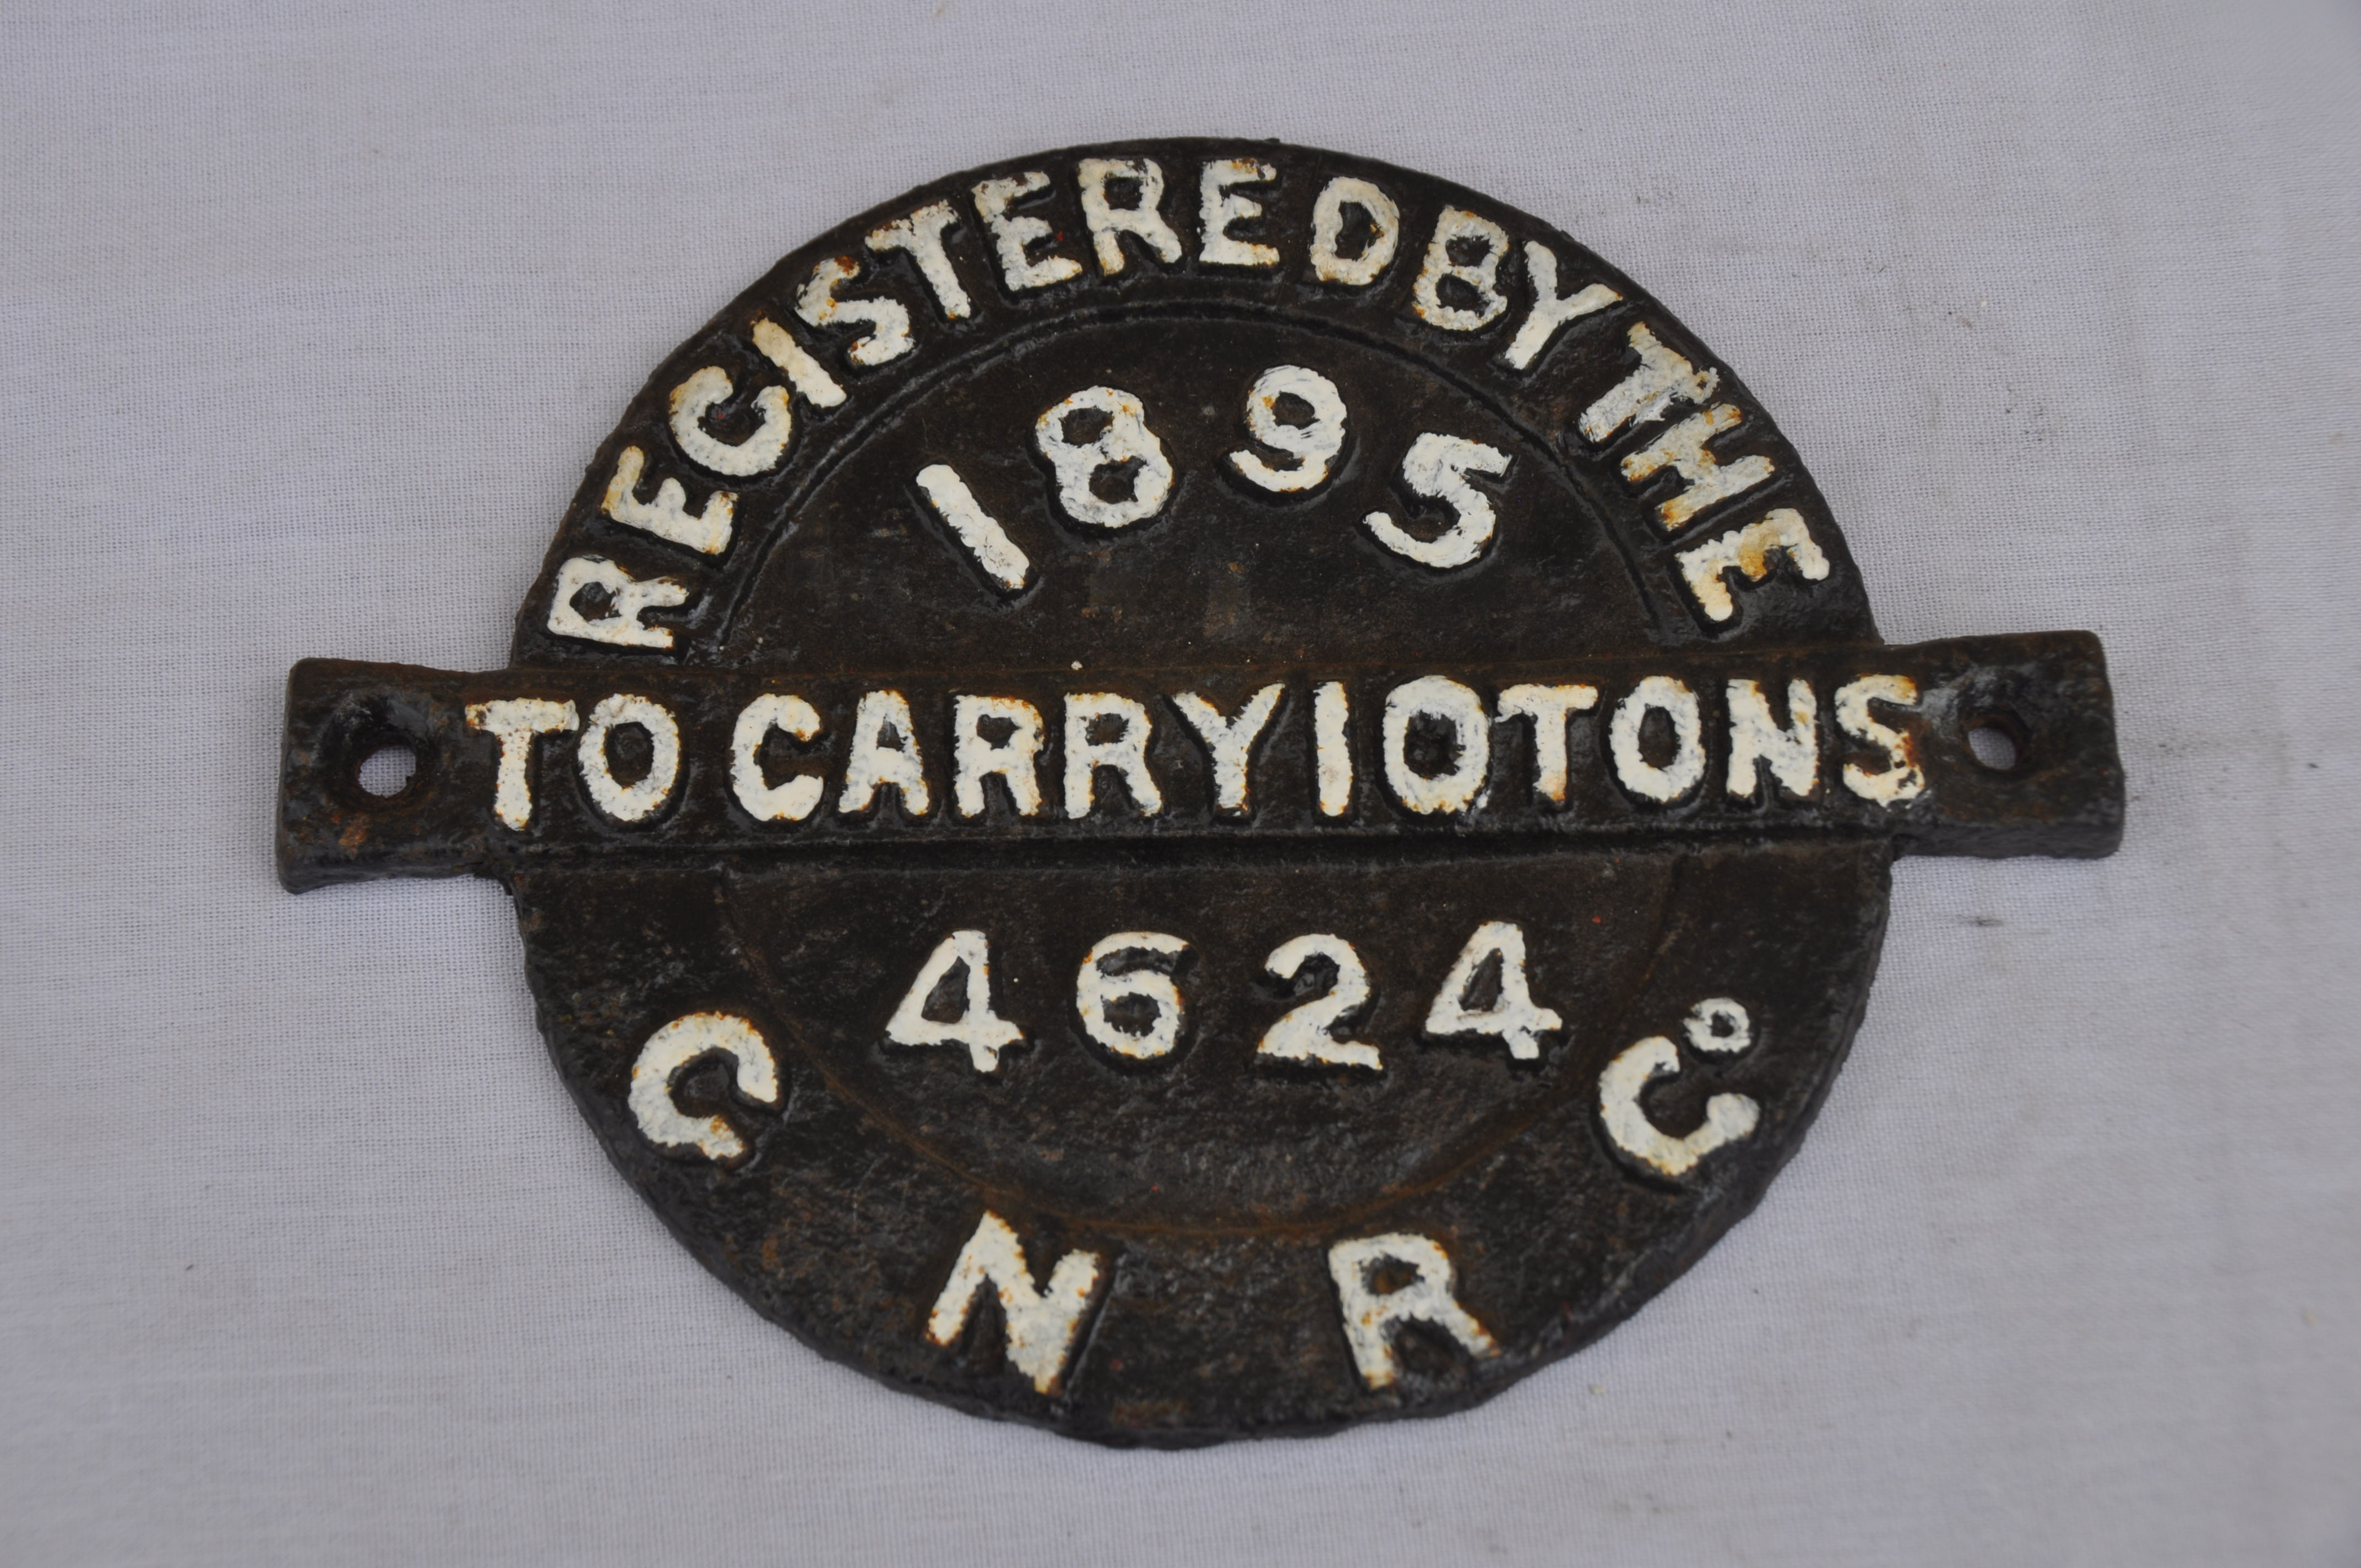 REGISTERED BY THE
1895
TO CARRY 10 TONS
4624
G N R Cº